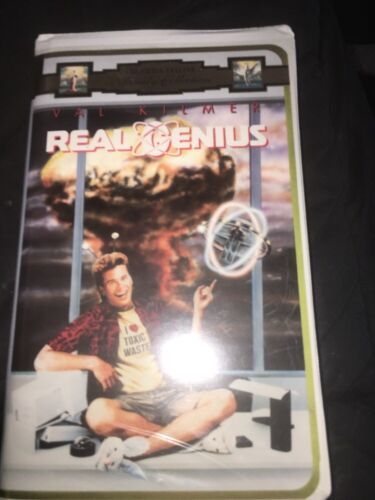 VAL KILMER
REAL GENIUS
I ♥
TOXIC
WASTE